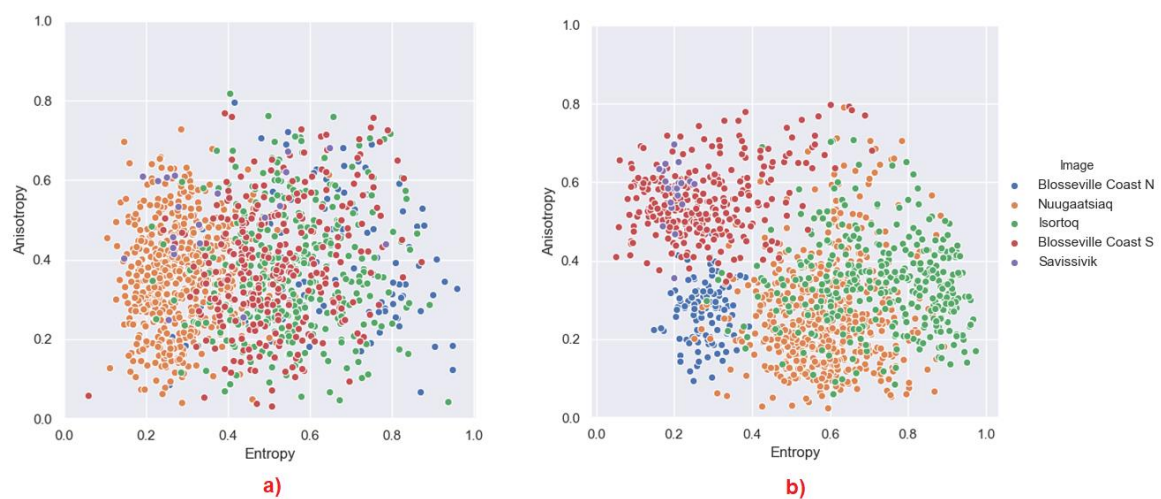 1.0
0.8
0.6
0.4
0.2
0.0
Anisotropy
0.0 0.2 0.4 0.6 0.8 1.0
Entropy
a)
1.0
0.8
0.6
0.4
0.2
0.0
Anisotropy
0.0 0.2 0.4 0.6 0.8 1.0
Entropy
b)
Image
Blosseville Coast N
Nuugaatsiaq
Isortoq
Blosseville Coast S
Savissivik